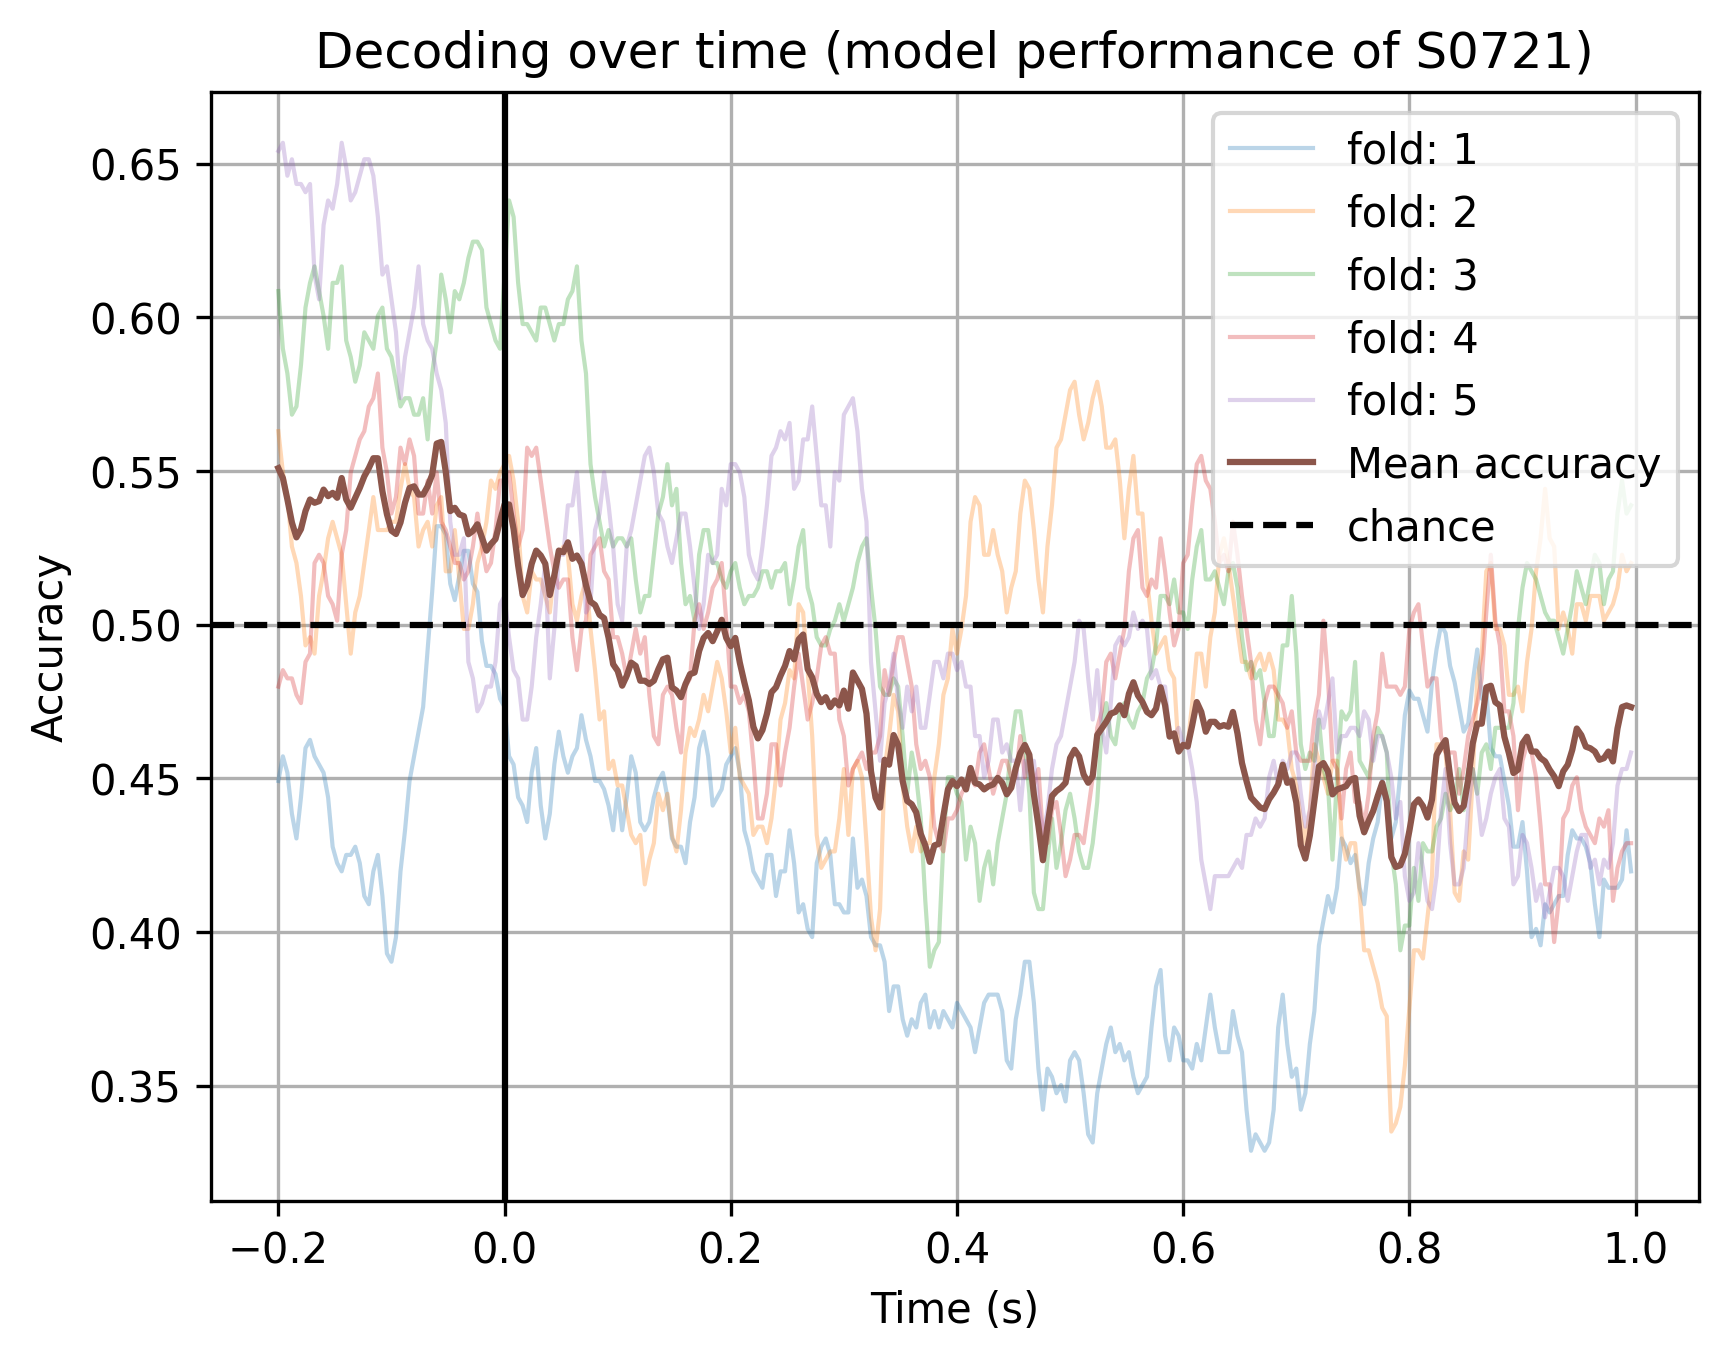 Decoding over time (model performance of S0721)
Accuracy
0.65
0.60
0.55
0.50
0.45
0.40
0.35
fold: 1
fold: 2
fold: 3
fold: 4
fold: 5
Mean accuracy
chance
−0.2 0.0 0.2 0.4 0.6 0.8 1.0
Time (s)